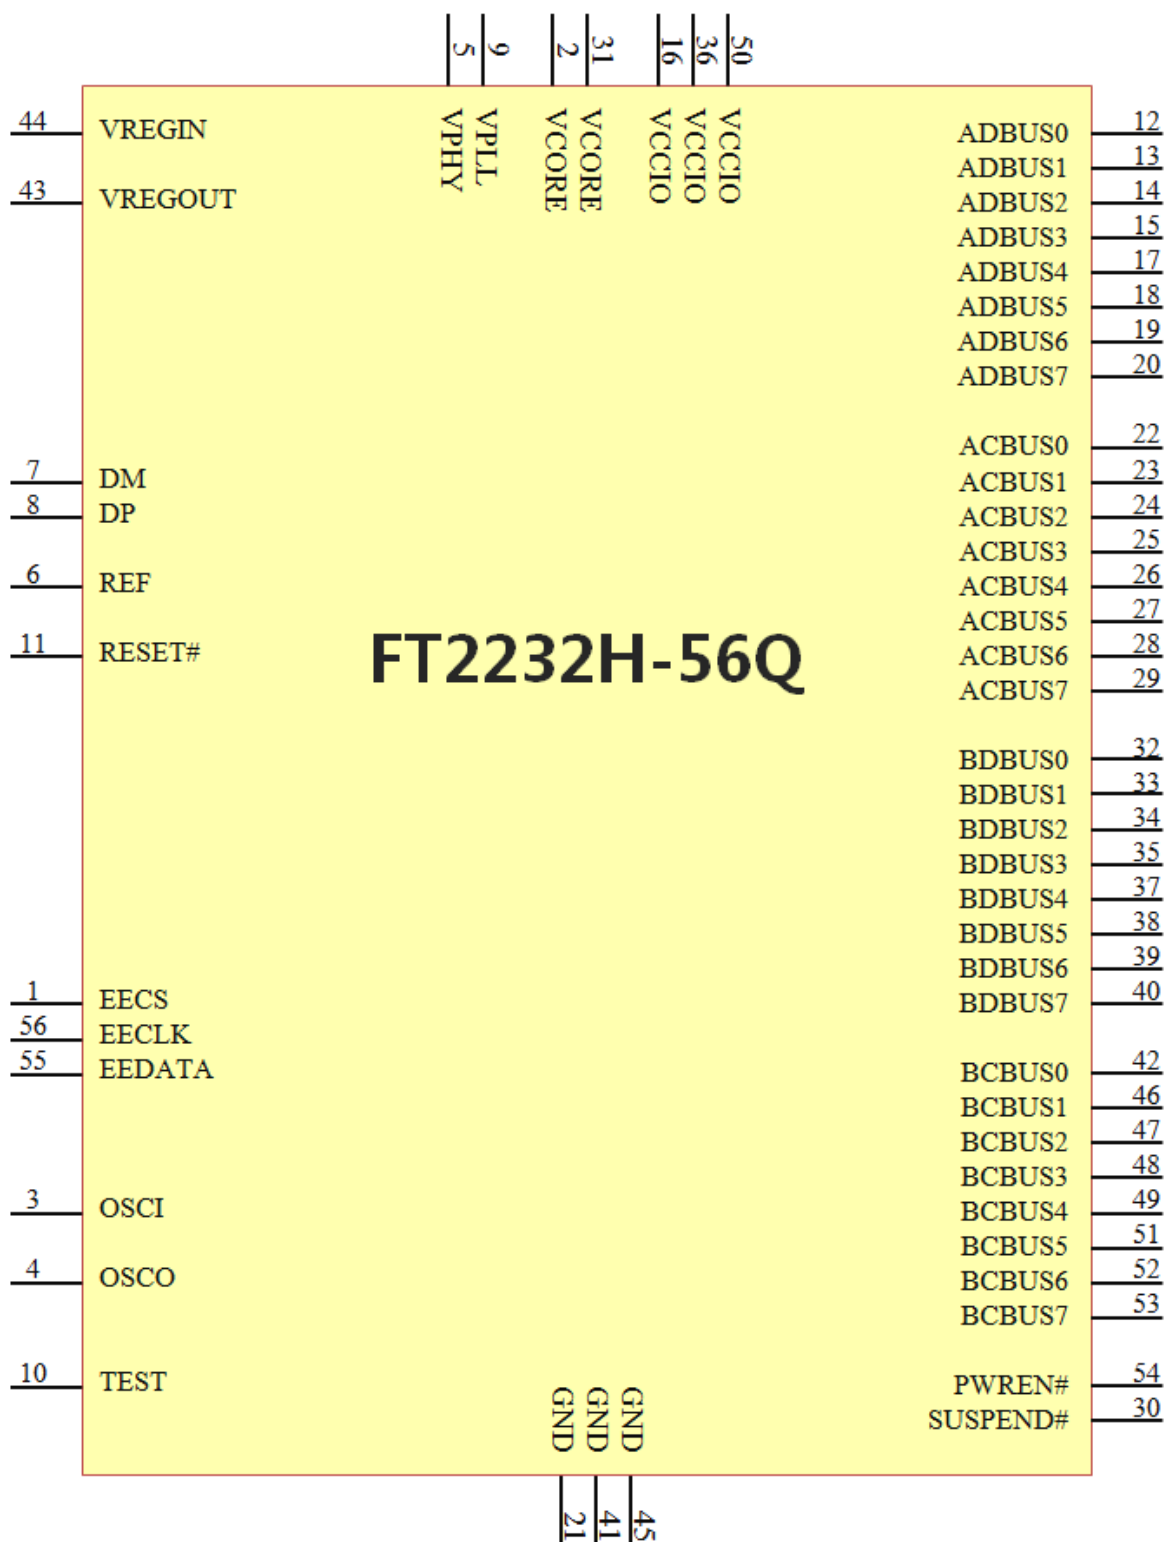 5 9 2 31 16 36 50
VPHY VPLL VCORE VCORE VCCIO VCCIO VCCIO
44 VREGIN
43 VREGOUT
7 DM
8 DP
6 REF
11 RESET#
1 EECS
56 EECLK
55 EEDATA
3 OSCI
4 OSCO
10 TEST
FT2232H-56Q
ADBUS0 12
ADBUS1 13
ADBUS2 14
ADBUS3 15
ADBUS4 17
ADBUS5 18
ADBUS6 19
ADBUS7 20
ACBUS0 22
ACBUS1 23
ACBUS2 24
ACBUS3 25
ACBUS4 26
ACBUS5 27
ACBUS6 28
ACBUS7 29
BDBUS0 32
BDBUS1 33
BDBUS2 34
BDBUS3 35
BDBUS4 37
BDBUS5 38
BDBUS6 39
BDBUS7 40
BCBUS0 42
BCBUS1 46
BCBUS2 47
BCBUS3 48
BCBUS4 49
BCBUS5 51
BCBUS6 52
BCBUS7 53
PWREN# 54
SUSPEND# 30
GND GND GND
21 41 45